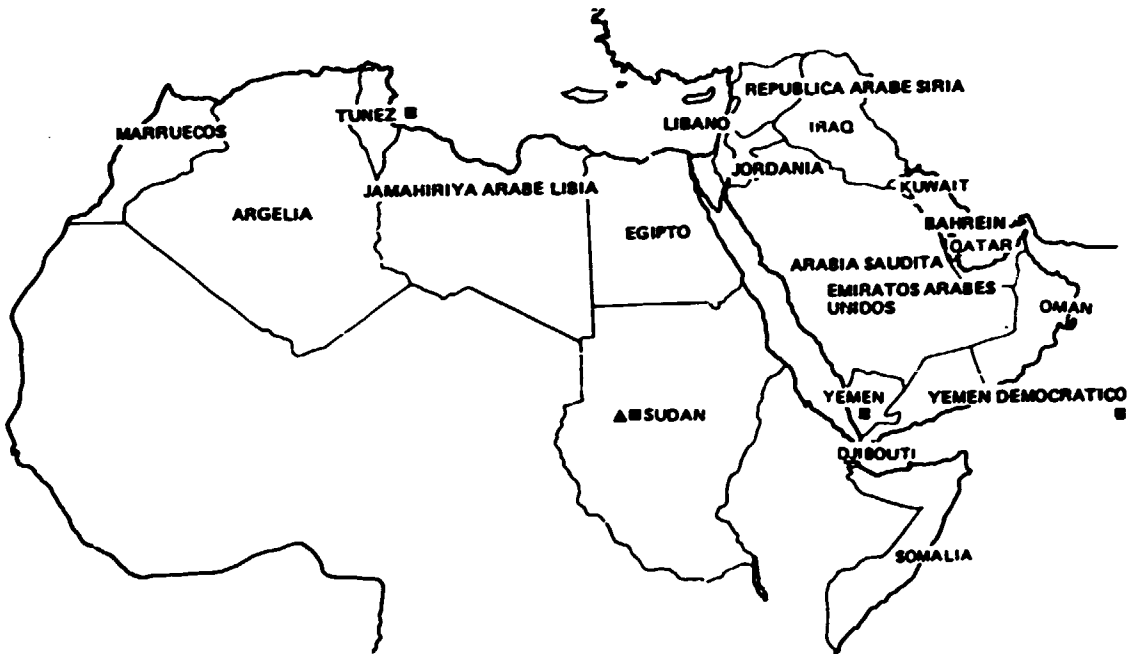 REPUBLICA ARABE SIRIA
TUNEZ
LIBANO
IRAQ
MARRUECOS
JORDANIA
JAMAHIRIYA ARABE LISIA
KUWAIT
ARGELIA
BAHREIN
EGIPTO
QATAR
ARABIA SAUDITA
EMIRATOS ARABES
UNIDOS
OMAN
YEMEN
YEMEN DEMOCRATICO
SUDAN
DJIBOUTI
SOMALIA